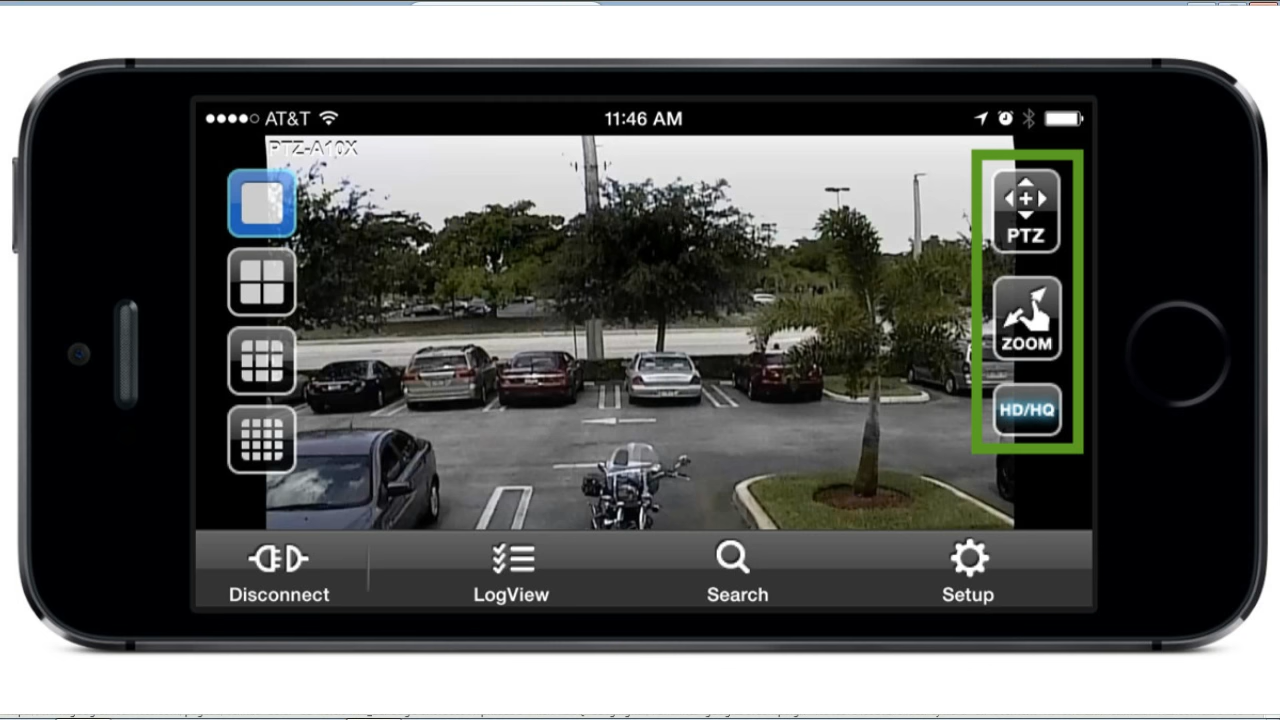 AT&T
11:46 AM
PTZ-A10X
PTZ
ZOOM
HD/HQ
Disconnect
LogView
Search
Setup